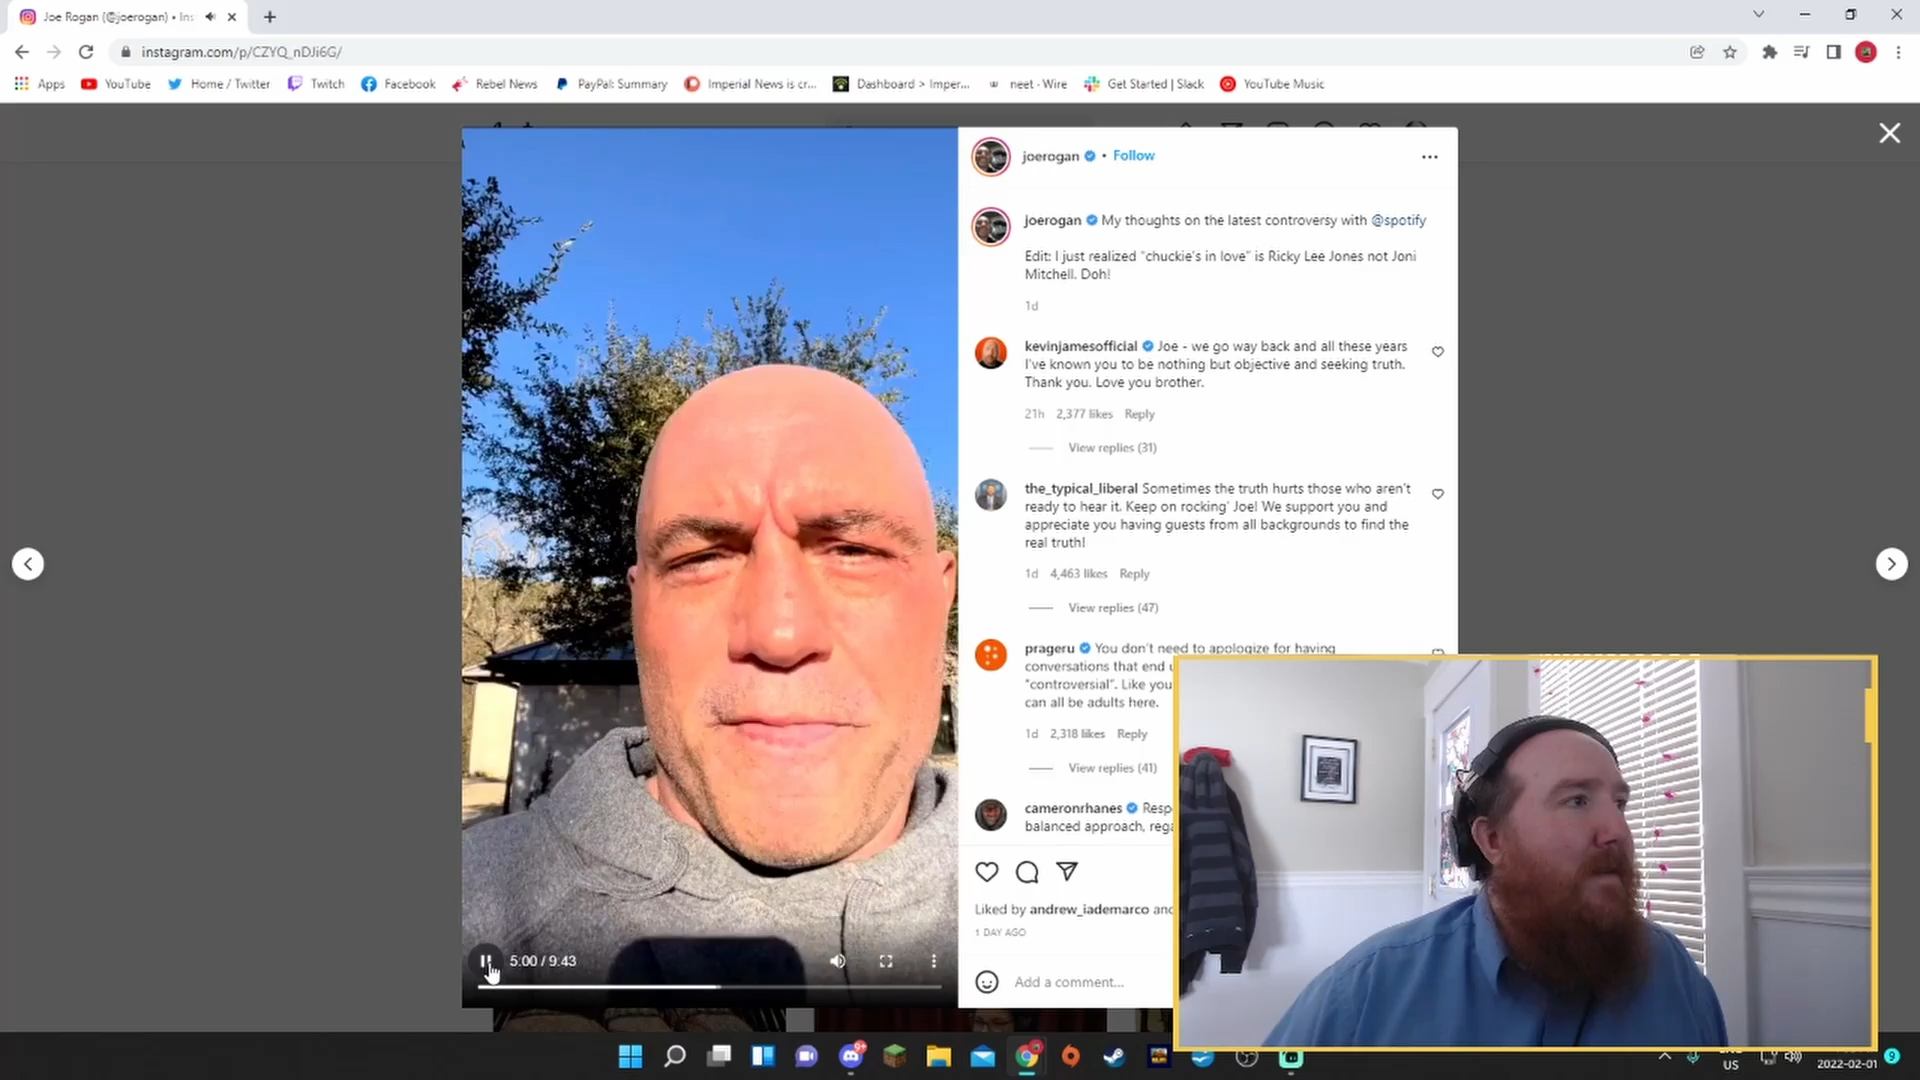 Joe Rogan (@joerogan) • Ins
instagram.com/p/CZYQ_nDJi6G/
Apps YouTube Home / Twitter Twitch Facebook Rebel News PayPal: Summary Imperial News is cr... Dashboard > Imper... neet - Wire Get Started | Slack YouTube Music
joerogan • Follow
joerogan My thoughts on the latest controversy with @spotify
Edit: I just realized "chuckie's in love" is Ricky Lee Jones not Joni
Mitchell. Doh!
1d
kevinjamesofficial Joe - we go way back and all these years
I've known you to be nothing but objective and seeking truth.
Thank you. Love you brother.
21h 2,377 likes Reply
View replies (31)
the_typical_liberal Sometimes the truth hurts those who aren't
ready to hear it. Keep on rocking' Joe! We support you and
appreciate you having guests from all backgrounds to find the
real truth!
1d 4,463 likes Reply
View replies (47)
prageru You don't need to apologize for having
conversations that end u
"controversial". Like you
can all be adults here.
1d 2,318 likes Reply
View replies (41)
cameronrhanes Resp
balanced approach, rega
Liked by andrew_iademarco and
1 DAY AGO
Add a comment...
5:00 / 9:43
9+
US
2022-02-01
9